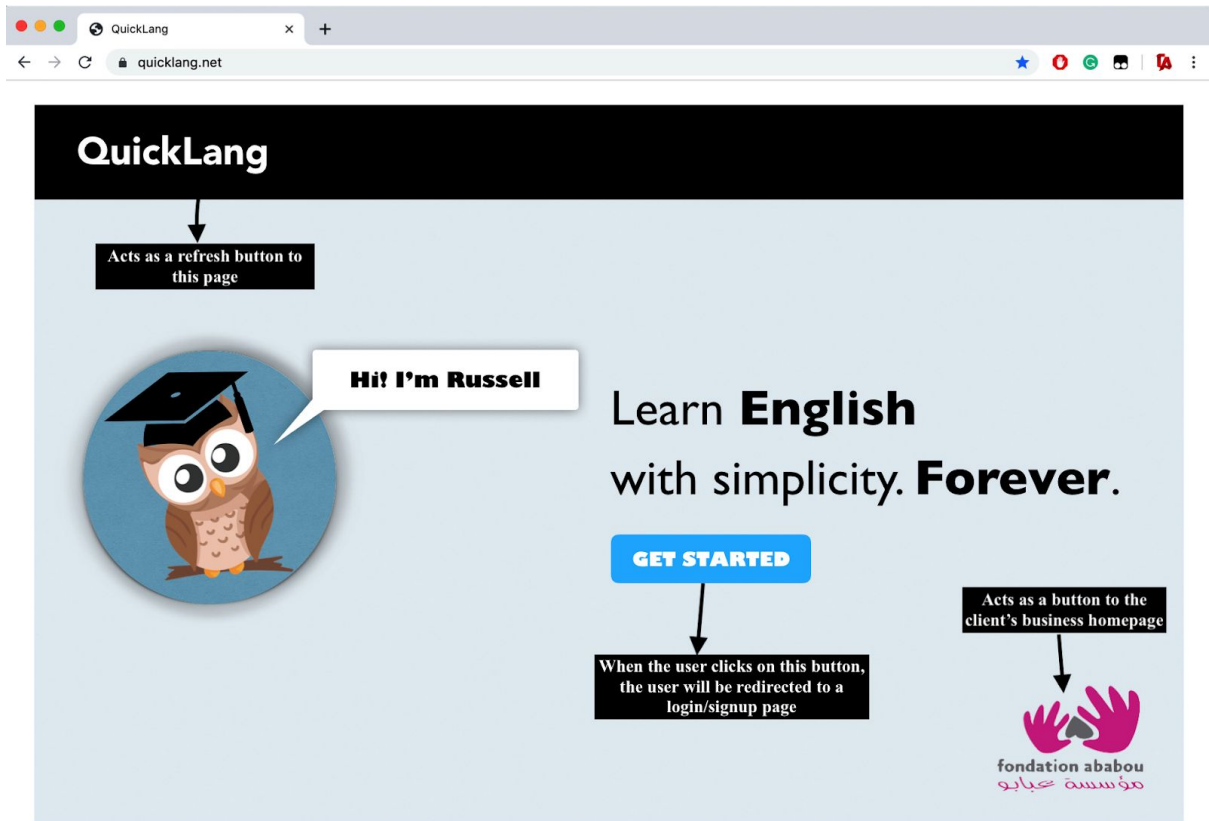 QuickLang
quicklang.net
QuickLang
Acts as a refresh button to
this page
Hi! I'm Russell
Learn English
with simplicity. Forever.
GET STARTED
When the user clicks on this button,
the user will be redirected to a
login/signup page
Acts as a button to the
client's business homepage
fondation ababou
مؤسسة عبابو